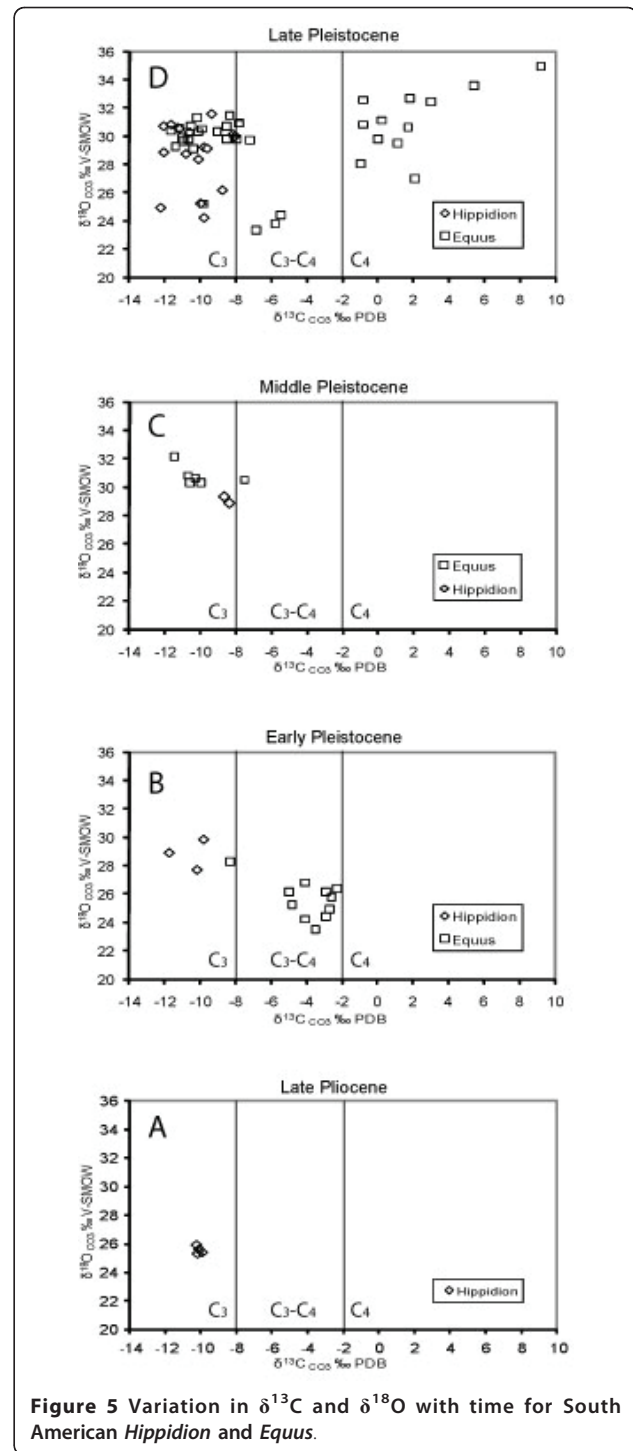 Late Pleistocene
D
δ18O CO3 ‰ V-SMOW
36
34
32
30
28
26
24
22
20
Hippidion
Equus
C3
C3-C4
C4
-14 -12 -10 -8 -6 -4 -2 0 2 4 6 8 10
δ13C CO3 ‰ PDB
Middle Pleistocene
C
δ18O CO3 ‰ V-SMOW
36
34
32
30
28
26
24
22
20
Equus
Hippidion
C3
C3-C4
C4
-14 -12 -10 -8 -6 -4 -2 0 2 4 6 8 10
δ13C CO3 ‰ PDB
Early Pleistocene
B
δ18O CO3 ‰ V-SMOW
36
34
32
30
28
26
24
22
20
Hippidion
Equus
C3
C3-C4
C4
-14 -12 -10 -8 -6 -4 -2 0 2 4 6 8 10
δ13C CO3 ‰ PDB
Late Pliocene
A
δ18O CO3 ‰ V-SMOW
36
34
32
30
28
26
24
22
20
Hippidion
C3
C3-C4
C4
-14 -12 -10 -8 -6 -4 -2 0 2 4 6 8 10
δ13C CO3 ‰ PDB
Figure 5 Variation in δ13C and δ18O with time for South
American Hippidion and Equus.